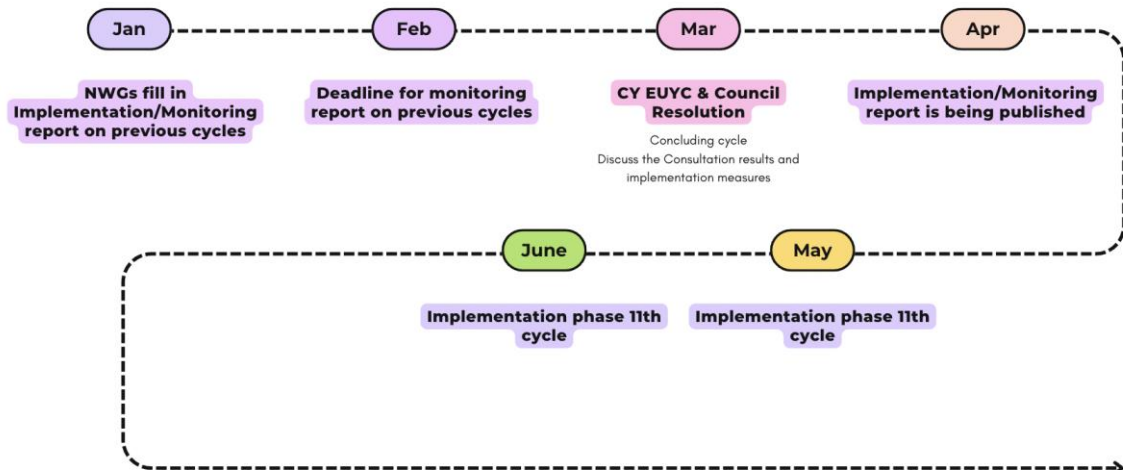 Jan
Feb
Mar
Apr
NWGs fill in
Implementation/Monitoring
report on previous cycles
Deadline for monitoring
report on previous cycles
CY EUYC & Council
Resolution
Concluding cycle
Discuss the Consultation results and
implementation measures
Implementation/Monitoring
report is being published
June
May
Implementation phase 11th
cycle
Implementation phase 11th
cycle